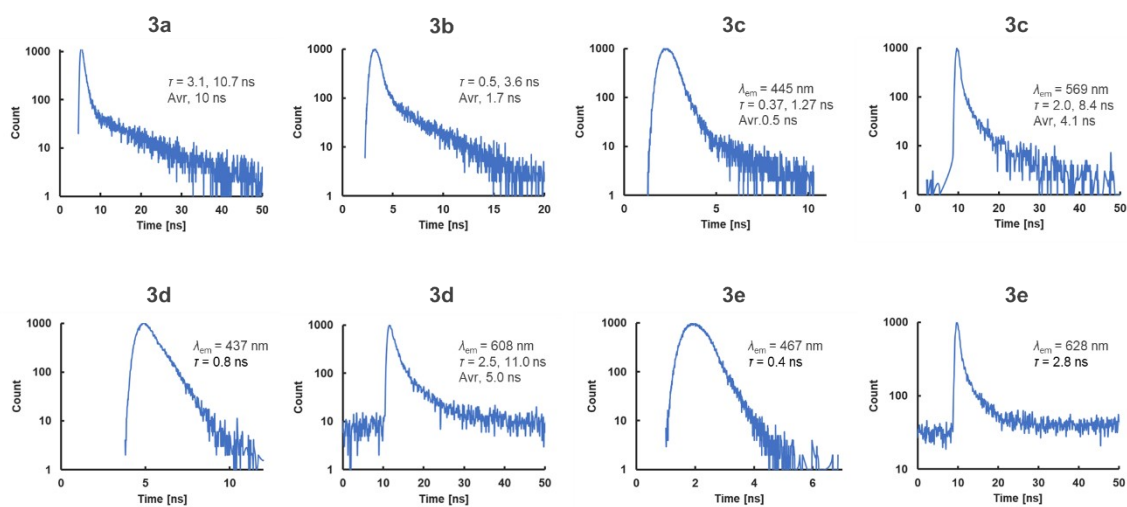 3a
3b
3c
3c
1000
100
10
1
Count
τ = 3.1, 10.7 ns
Avr, 10 ns
0 10 20 30 40 50
Time [ns]
1000
100
10
1
Count
τ = 0.5, 3.6 ns
Avr, 1.7 ns
0 5 10 15 20
Time [ns]
1000
100
10
1
Count
λem = 445 nm
τ = 0.37, 1.27 ns
Avr.0.5 ns
0 5 10
Time [ns]
1000
100
10
1
Count
λem = 569 nm
τ = 2.0, 8.4 ns
Avr, 4.1 ns
0 10 20 30 40 50
Time [ns]
3d
3d
3e
3e
1000
100
10
1
Count
λem = 437 nm
τ = 0.8 ns
0 5 10
Time [ns]
1000
100
10
1
Count
λem = 608 nm
τ = 2.5, 11.0 ns
Avr, 5.0 ns
0 10 20 30 40 50
Time [ns]
1000
100
10
1
Count
λem = 467 nm
τ = 0.4 ns
0 2 4 6
Time [ns]
1000
100
10
Count
λem = 628 nm
τ = 2.8 ns
0 10 20 30 40 50
Time [ns]